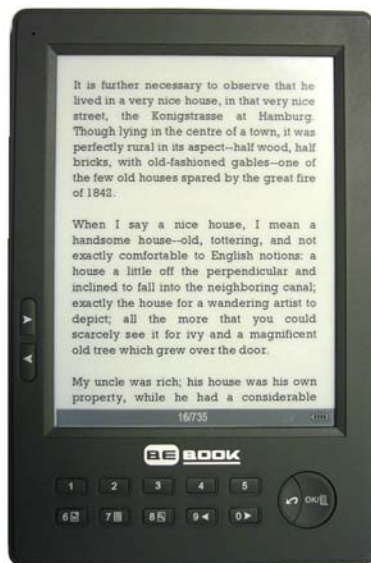 It is further necessary to observe that he
lived in a very nice house, in that very nice
street, the Konigstrasse at Hamburg.
Though lying in the centre of a town, it was
perfectly rural in its aspect--half wood, half
bricks, with old-fashioned gables--one of
the few old houses spared by the great fire
of 1842.
When I say a nice house, I mean a
handsome house--old, tottering, and not
exactly comfortable to English notions: a
house a little off the perpendicular and
inclined to fall into the neighboring canal;
exactly the house for a wandering artist to
depict; all the more that you could
scarcely see it for ivy and a magnificent
old tree which grew over the door.
My uncle was rich; his house was his own
property, while he had a considerable
16/735
BE BOOK
1 2 3 4 5
6 7 8 9 0
OK/